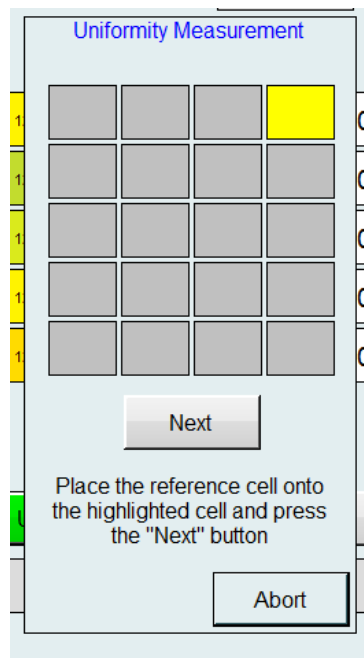 Uniformity Measurement
Next
Place the reference cell onto
the highlighted cell and press
the "Next" button
Abort